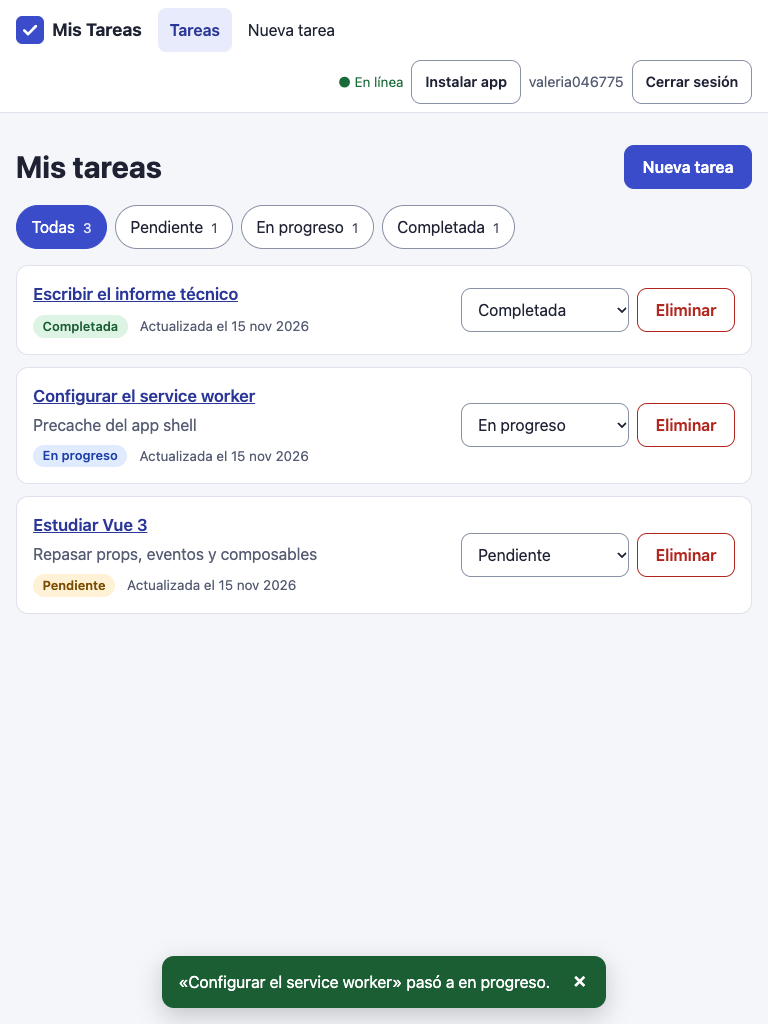 Mis Tareas
Tareas
Nueva tarea
En línea
Instalar app
valeria046775
Cerrar sesión
Mis tareas
Nueva tarea
Todas 3
Pendiente 1
En progreso 1
Completada 1
Escribir el informe técnico
Completada
Actualizada el 15 nov 2026
Completada
Eliminar
Configurar el service worker
Precache del app shell
En progreso
Actualizada el 15 nov 2026
En progreso
Eliminar
Estudiar Vue 3
Repasar props, eventos y composables
Pendiente
Actualizada el 15 nov 2026
Pendiente
Eliminar
«Configurar el service worker» pasó a en progreso.